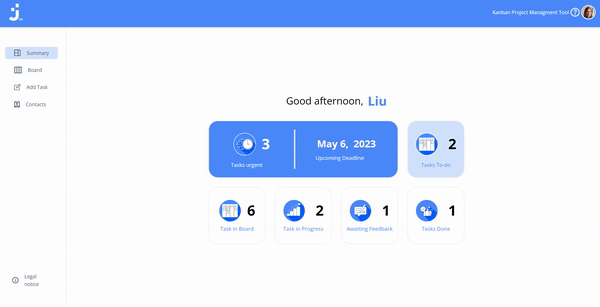 Kanban Project Managment Tool ?
Summary
Board
Add Task
Contacts
Good afternoon, Liu
3
Tasks urgent
May 6, 2023
Upcoming Deadline
2
Tasks To-do
6
Task in Board
2
Task in Progress
1
Awaiting Feedback
1
Tasks Done
Legal
notice